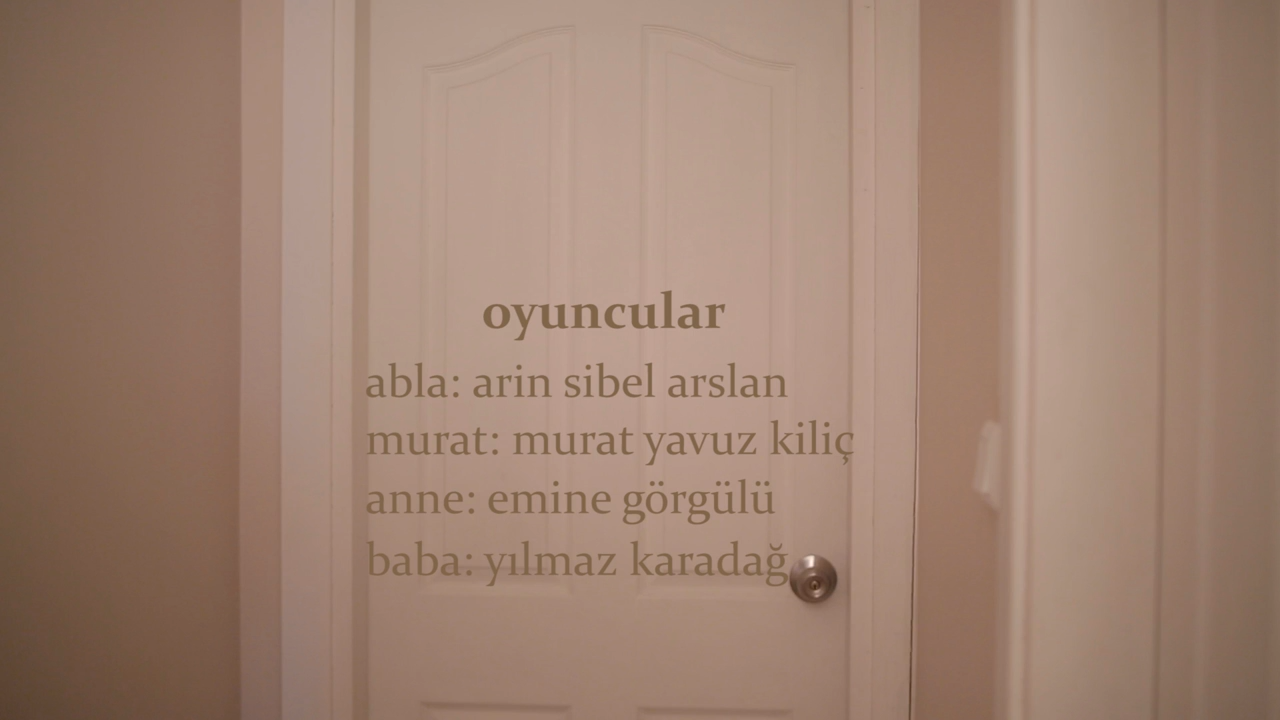 oyuncular
abla: arin sibel arslan
murat: murat yavuz kiliç
anne: emine görgülü
baba: yılmaz karadağ